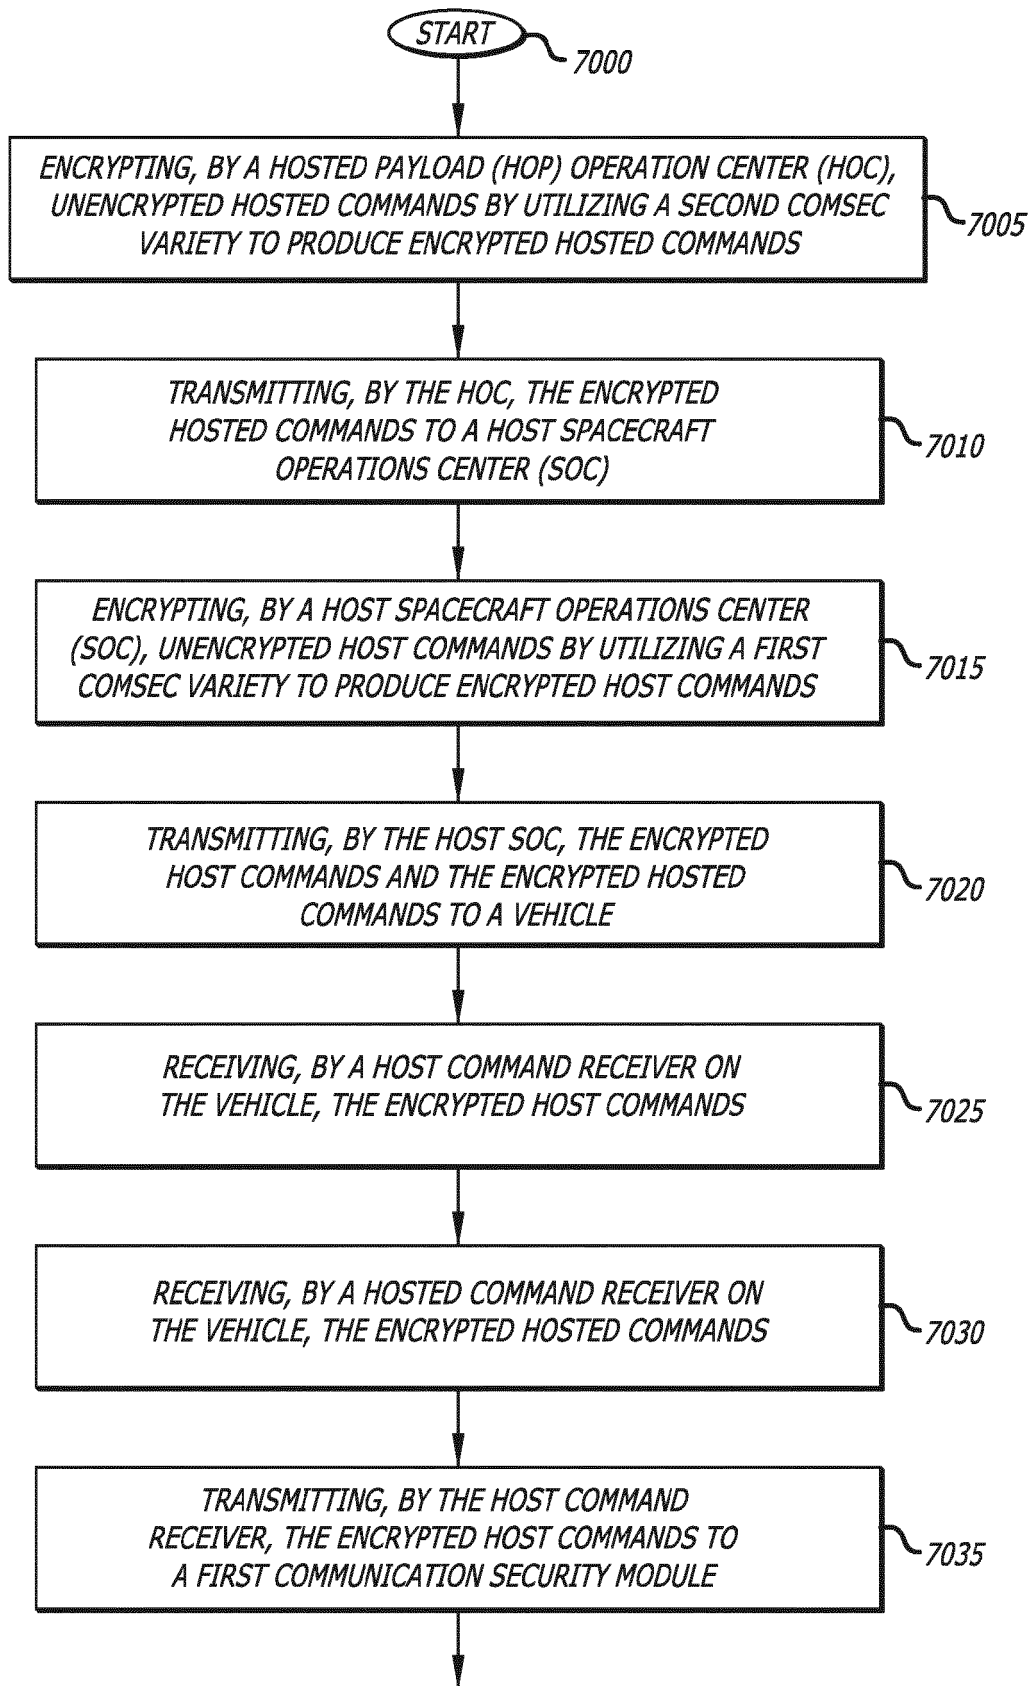 START
7000
ENCRYPTING, BY A HOSTED PAYLOAD (HOP) OPERATION CENTER (HOC),
UNENCRYPTED HOSTED COMMANDS BY UTILIZING A SECOND COMSEC
VARIETY TO PRODUCE ENCRYPTED HOSTED COMMANDS
7005
TRANSMITTING, BY THE HOC, THE ENCRYPTED
HOSTED COMMANDS TO A HOST SPACECRAFT
OPERATIONS CENTER (SOC)
7010
ENCRYPTING, BY A HOST SPACECRAFT OPERATIONS CENTER
(SOC), UNENCRYPTED HOST COMMANDS BY UTILIZING A FIRST
COMSEC VARIETY TO PRODUCE ENCRYPTED HOST COMMANDS
7015
TRANSMITTING, BY THE HOST SOC, THE ENCRYPTED
HOST COMMANDS AND THE ENCRYPTED HOSTED
COMMANDS TO A VEHICLE
7020
RECEIVING, BY A HOST COMMAND RECEIVER ON
THE VEHICLE, THE ENCRYPTED HOST COMMANDS
7025
RECEIVING, BY A HOSTED COMMAND RECEIVER ON
THE VEHICLE, THE ENCRYPTED HOSTED COMMANDS
7030
TRANSMITTING, BY THE HOST COMMAND
RECEIVER, THE ENCRYPTED HOST COMMANDS TO
A FIRST COMMUNICATION SECURITY MODULE
7035